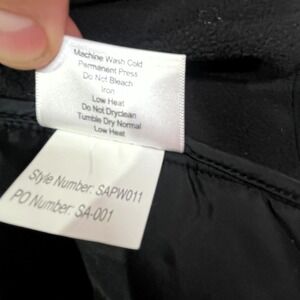 Machine Wash Cold
Permanent Press
Do Not Bleach
Iron
Low Heat
Do Not Dryclean
Tumble Dry Normal
Low Heat
Style Number: SAPW011
PO Number: SA-001